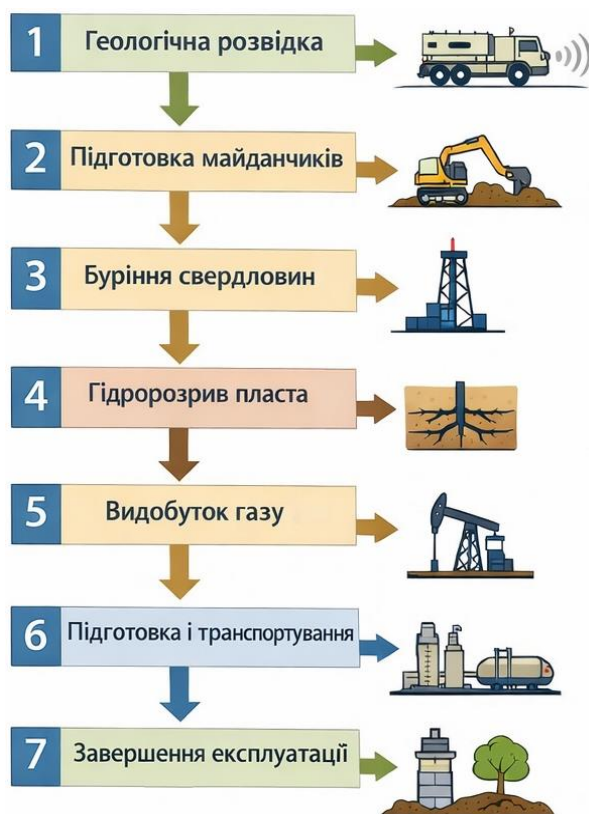 1 Геологічна розвідка
2 Підготовка майданчиків
3 Буріння свердловин
4 Гідророзрив пласта
5 Видобуток газу
6 Підготовка і транспортування
7 Завершення експлуатації